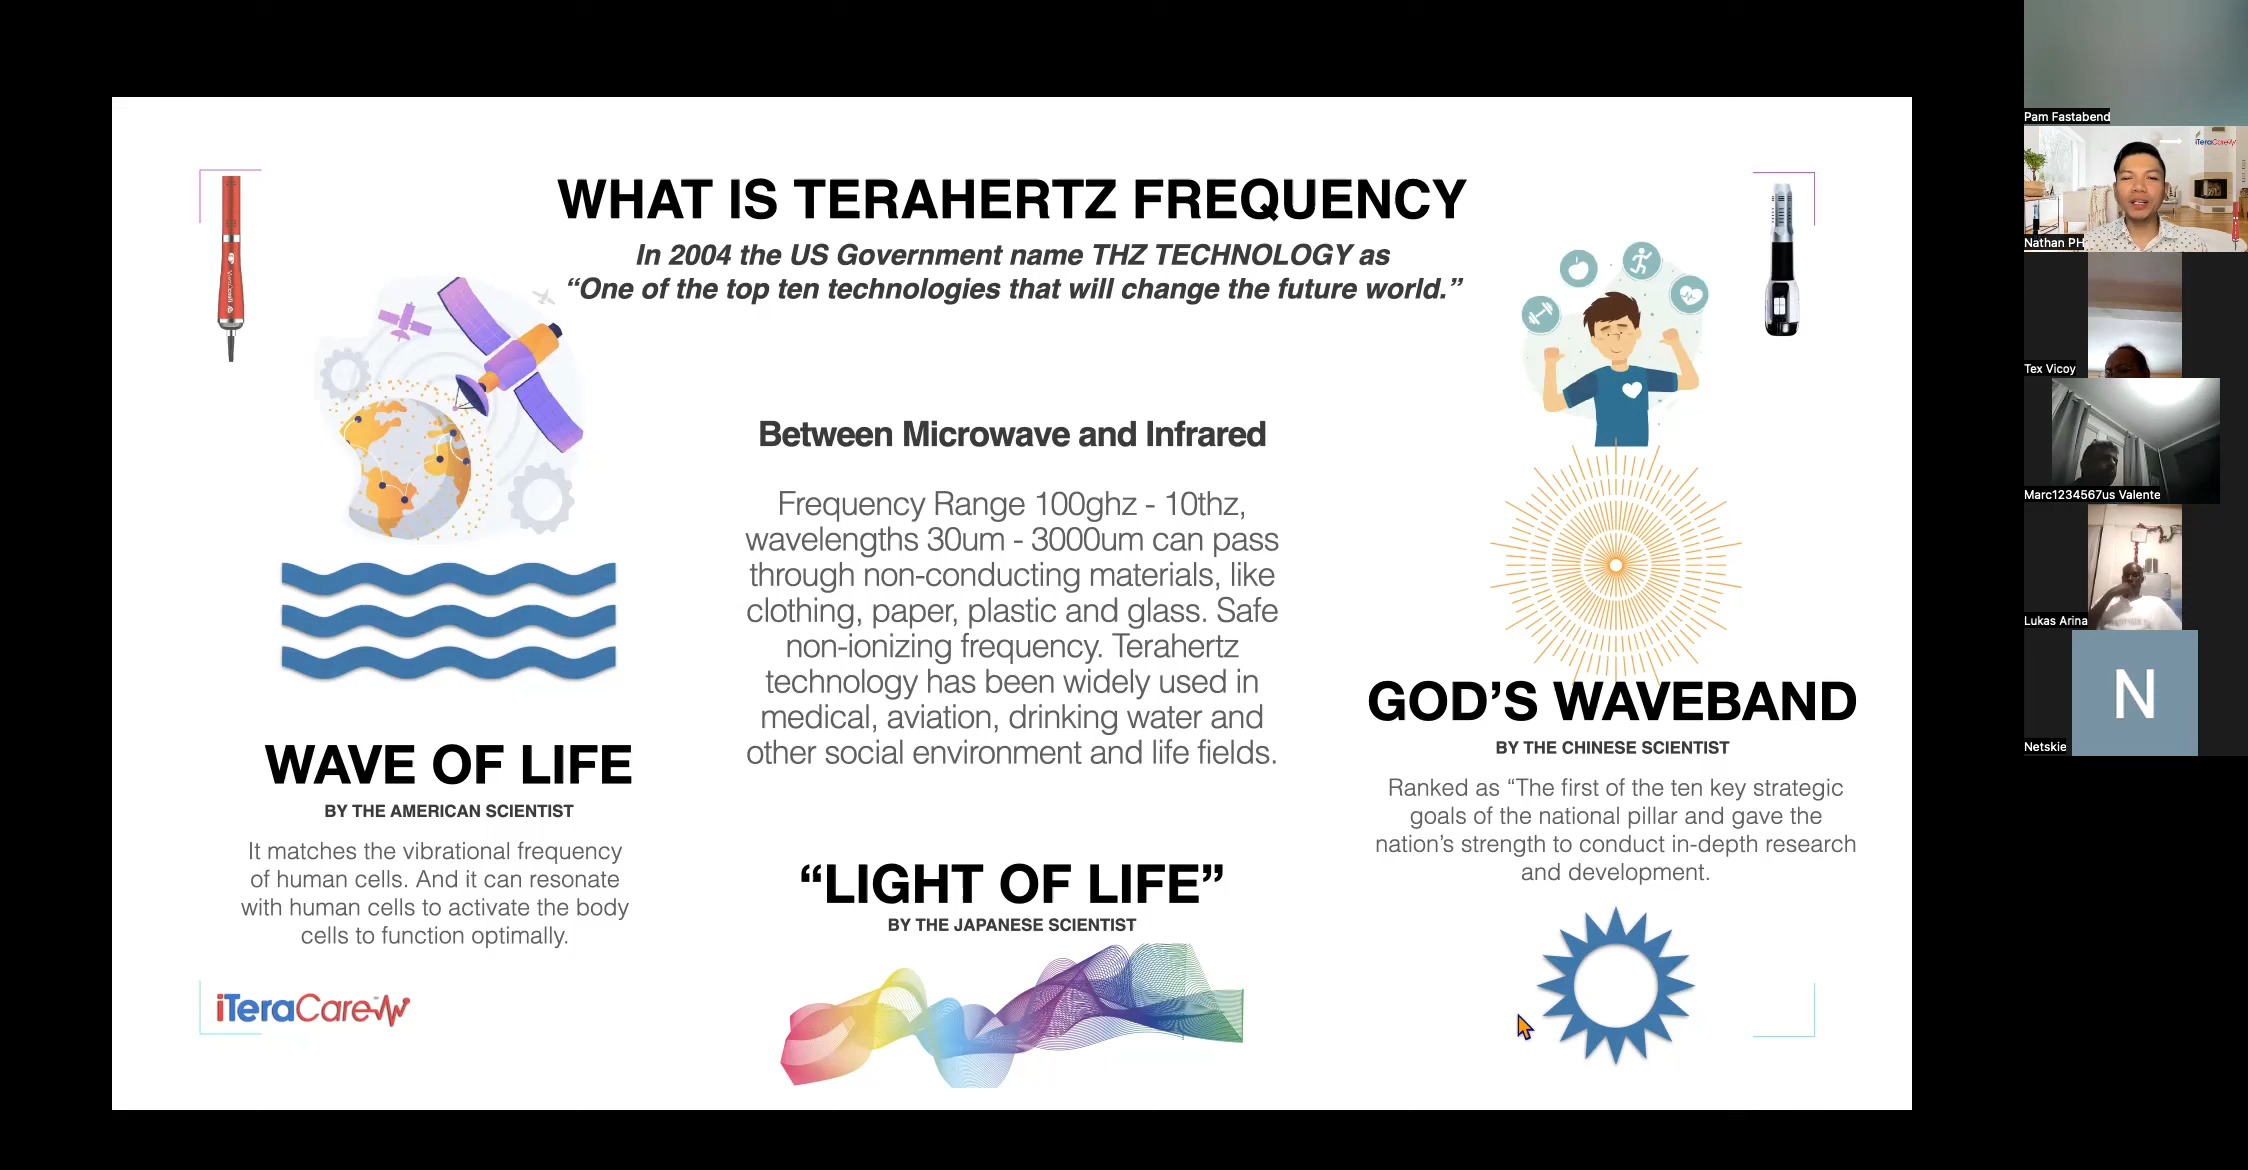 WHAT IS TERAHERTZ FREQUENCY
In 2004 the US Government name THZ TECHNOLOGY as
“One of the top ten technologies that will change the future world.”
Between Microwave and Infrared
Frequency Range 100ghz - 10thz,
wavelengths 30um - 3000um can pass
through non-conducting materials, like
clothing, paper, plastic and glass. Safe
non-ionizing frequency. Terahertz
technology has been widely used in
medical, aviation, drinking water and
other social environment and life fields.
WAVE OF LIFE
BY THE AMERICAN SCIENTIST
It matches the vibrational frequency
of human cells. And it can resonate
with human cells to activate the body
cells to function optimally.
“LIGHT OF LIFE”
BY THE JAPANESE SCIENTIST
GOD’S WAVEBAND
BY THE CHINESE SCIENTIST
Ranked as “The first of the ten key strategic
goals of the national pillar and gave the
nation’s strength to conduct in-depth research
and development.
iTeraCare
Pam Fastabend
iTeraCare
Nathan PH
Tex Vicoy
Marc1234567us Valente
Lukas Arina
N
Netskie